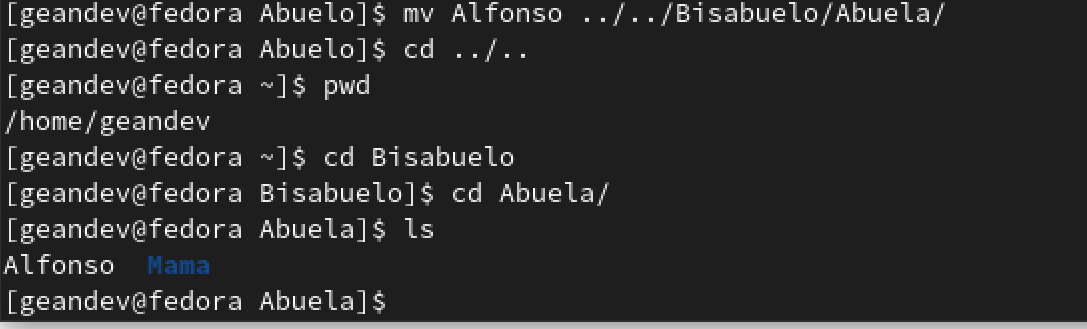 [geandev@fedora Abuelo]$ mv Alfonso ../../Bisabuelo/Abuela/
[geandev@fedora Abuelo]$ cd ../..
[geandev@fedora ~]$ pwd
/home/geandev
[geandev@fedora ~]$ cd Bisabuelo
[geandev@fedora Bisabuelo]$ cd Abuela/
[geandev@fedora Abuela]$ ls
Alfonso  Mama
[geandev@fedora Abuela]$